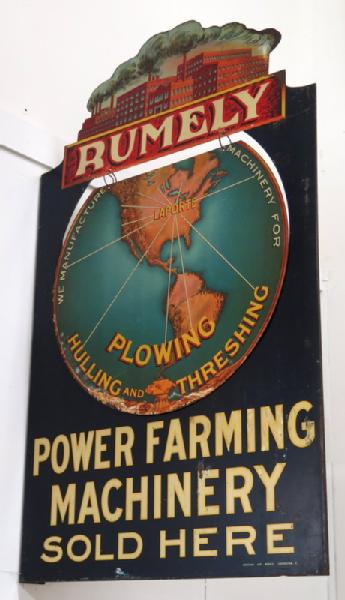 RUMELY
WE MANUFACTURE MACHINERY FOR
LAPORTE
PLOWING
HULLING AND THRESHING
POWER FARMING
MACHINERY
SOLD HERE